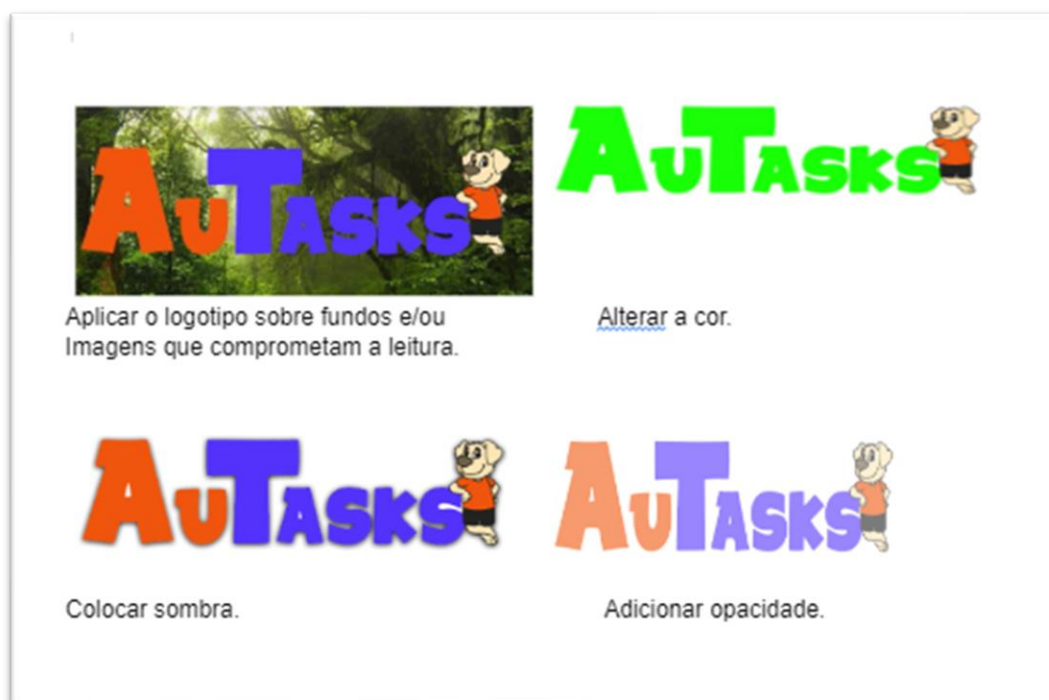 AuTasks
AuTasks
Aplicar o logotipo sobre fundos e/ou
Imagens que comprometam a leitura.
Alterar a cor.
AuTasks
AuTasks
Colocar sombra.
Adicionar opacidade.